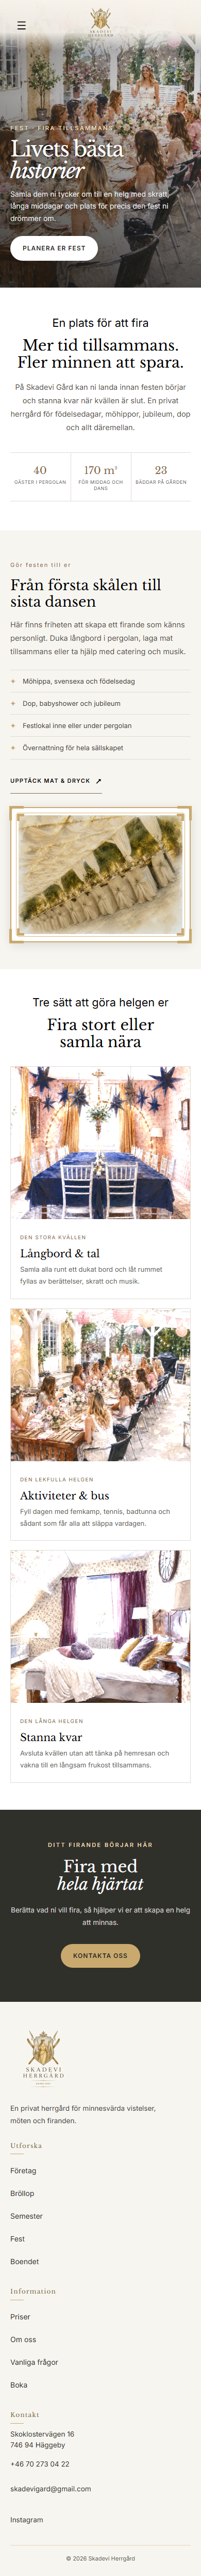 SKADEVI
HERRGÅRD
FEST · FIRA TILLSAMMANS
Livets bästa
historier
Samla dem ni tycker om till en helg med skratt,
långa middagar och plats för precis den fest ni
drömmer om.
PLANERA ER FEST
En plats för att fira
Mer tid tillsammans.
Fler minnen att spara.
På Skadevi Gård kan ni landa innan festen börjar
och stanna kvar när kvällen är slut. En privat
herrgård för födelsedagar, möhippor, jubileum, dop
och allt däremellan.
40
GÄSTER I PERGOLAN
170 m²
FÖR MIDDAG OCH
DANS
23
BÄDDAR PÅ GÅRDEN
Gör festen till er
Från första skålen till
sista dansen
Här finns friheten att skapa ett firande som känns
personligt. Duka långbord i pergolan, laga mat
tillsammans eller ta hjälp med catering och musik.
+ Möhippa, svensexa och födelsedag
+ Dop, babyshower och jubileum
+ Festlokal inne eller under pergolan
+ Övernattning för hela sällskapet
UPPTÄCK MAT & DRYCK ↗
Tre sätt att göra helgen er
Fira stort eller
samla nära
DEN STORA KVÄLLEN
Långbord & tal
Samla alla runt ett dukat bord och låt rummet
fyllas av berättelser, skratt och musik.
DEN LEKFULLA HELGEN
Aktiviteter & bus
Fyll dagen med femkamp, tennis, badtunna och
sådant som får alla att släppa vardagen.
DEN LÅNGA HELGEN
Stanna kvar
Avsluta kvällen utan att tänka på hemresan och
vakna till en långsam frukost tillsammans.
DITT FIRANDE BÖRJAR HÄR
Fira med
hela hjärtat
Berätta vad ni vill fira, så hjälper vi er att skapa en helg
att minnas.
KONTAKTA OSS
SKADEVI
HERRGÅRD
En privat herrgård för minnesvärda vistelser,
möten och firanden.
Utforska
Företag
Bröllop
Semester
Fest
Boendet
Information
Priser
Om oss
Vanliga frågor
Boka
Kontakt
Skoklostervägen 16
746 94 Häggeby
+46 70 273 04 22
skadevigard@gmail.com
Instagram
© 2026 Skadevi Herrgård